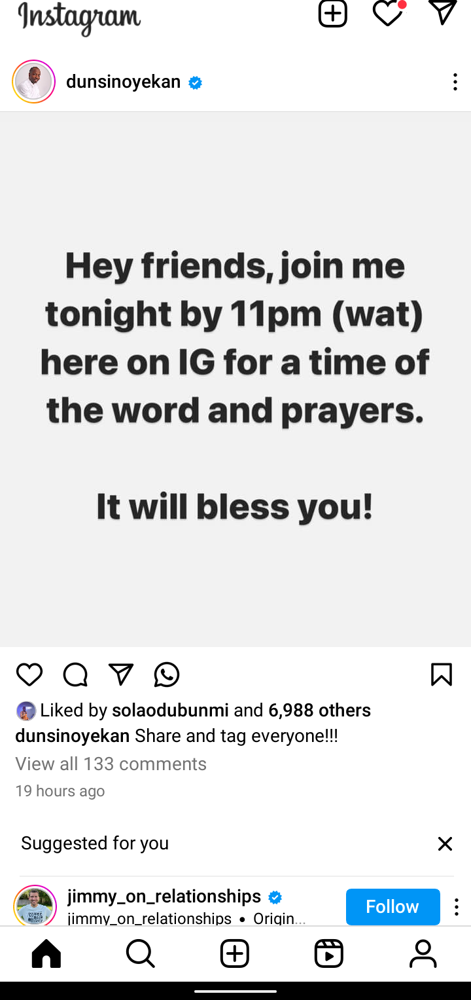 Instagram
dunsinoyekan
Hey friends, join me
tonight by 11pm (wat)
here on IG for a time of
the word and prayers.
It will bless you!
Liked by solaodubunmi and 6,988 others
dunsinoyekan Share and tag everyone!!!
View all 133 comments
19 hours ago
Suggested for you
jimmy_on_relationships
Follow
jimmy_on_relationships • Origin...